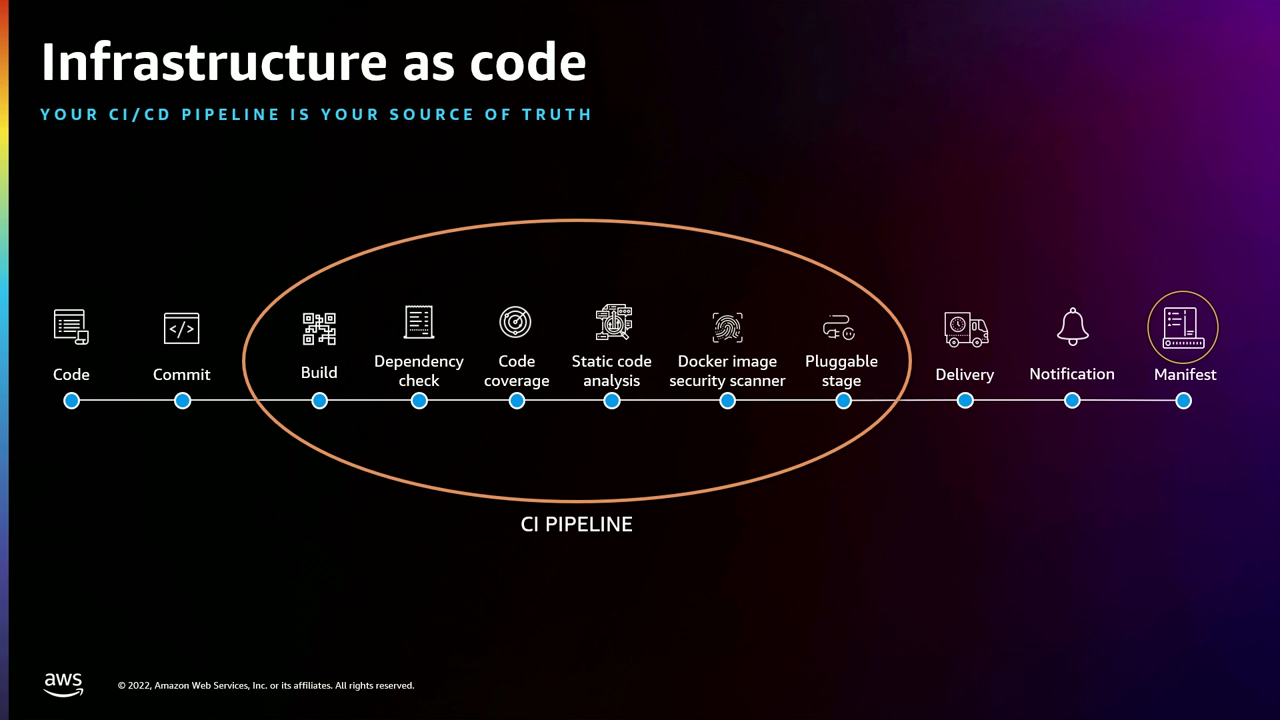 Infrastructure as code
YOUR CI/CD PIPELINE IS YOUR SOURCE OF TRUTH
Code
Commit
Build
Dependency
check
Code
coverage
Static code
analysis
Docker image
security scanner
Pluggable
stage
Delivery
Notification
Manifest
CI PIPELINE
aws
© 2022, Amazon Web Services, Inc. or its affiliates. All rights reserved.